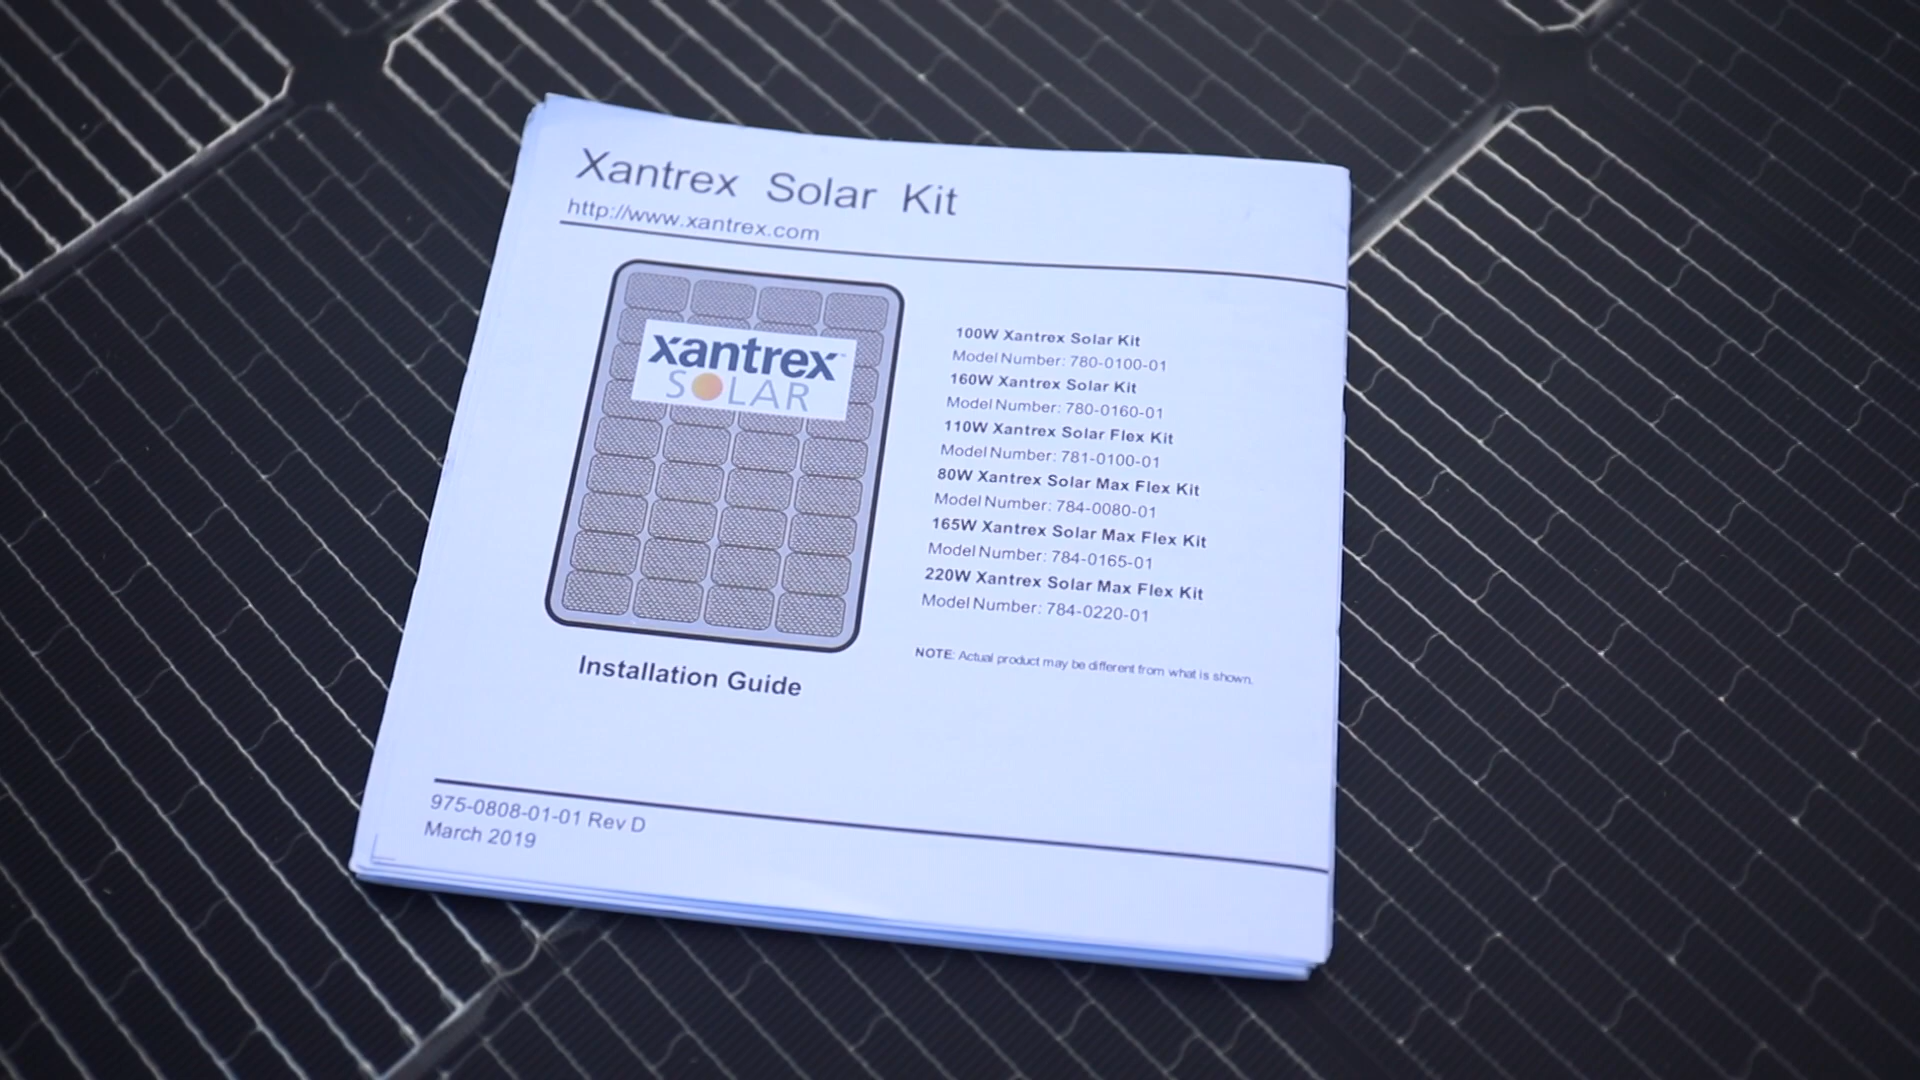 Xantrex Solar Kit
http://www.xantrex.com
xantrex™
SOLAR
Installation Guide
100W Xantrex Solar Kit
Model Number: 780-0100-01
160W Xantrex Solar Kit
Model Number: 780-0160-01
110W Xantrex Solar Flex Kit
Model Number: 781-0100-01
80W Xantrex Solar Max Flex Kit
Model Number: 784-0080-01
165W Xantrex Solar Max Flex Kit
Model Number: 784-0165-01
220W Xantrex Solar Max Flex Kit
Model Number: 784-0220-01
NOTE: Actual product may be different from what is shown.
975-0808-01-01 Rev D
March 2019